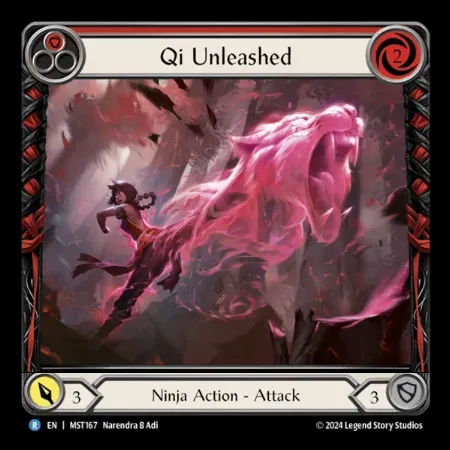 Qi Unleashed
2
3
Ninja Action - Attack
3
R EN | MST167 Narendra B Adi
© 2024 Legend Story Studios